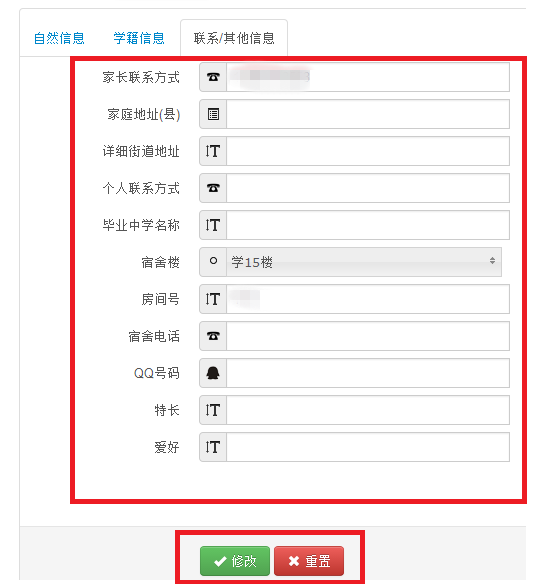 自然信息 学籍信息 联系/其他信息
家长联系方式
家庭地址(县)
详细街道地址
个人联系方式
毕业中学名称
宿舍楼 学15楼
房间号
宿舍电话
QQ号码
特长
爱好
修改 重置